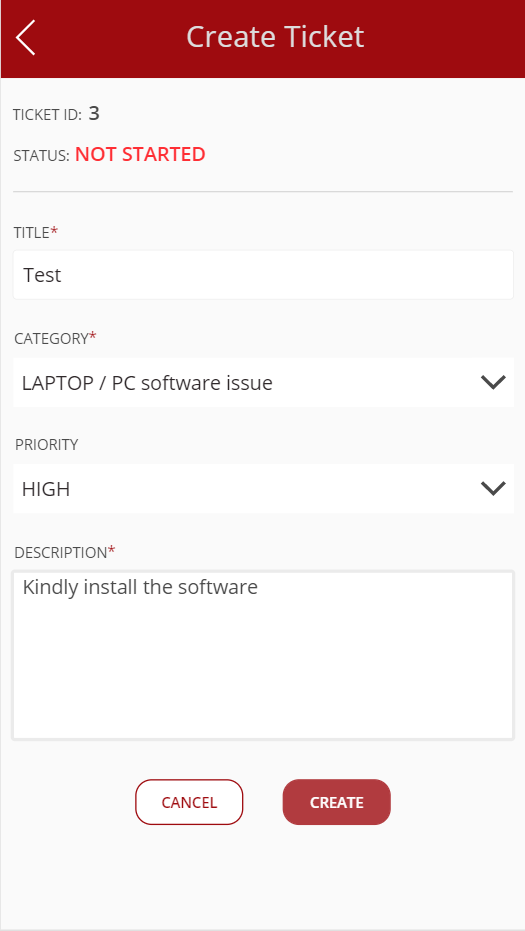 Create Ticket
TICKET ID: 3
STATUS: NOT STARTED
TITLE*
Test
CATEGORY*
LAPTOP / PC software issue
PRIORITY
HIGH
DESCRIPTION*
Kindly install the software
CANCEL CREATE